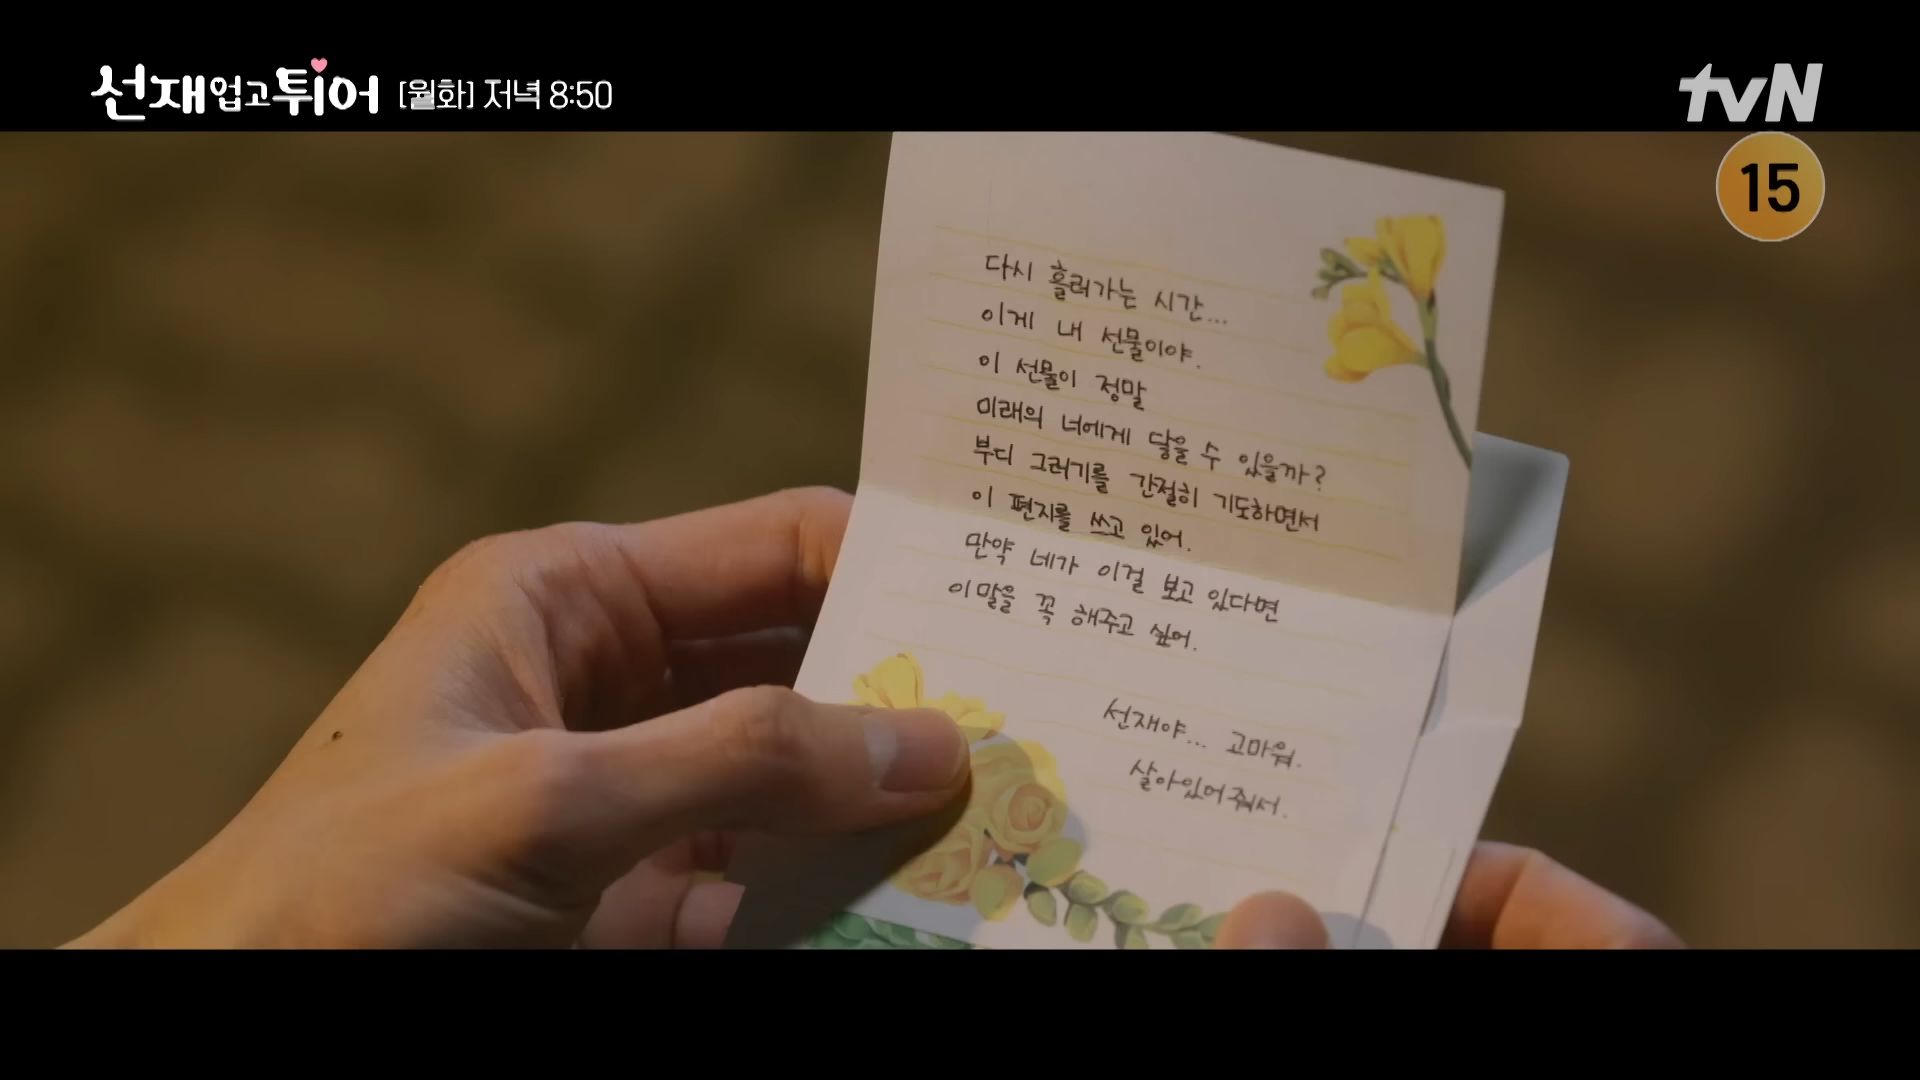 선재 업고 튀어 [월화] 저녁 8:50
tvN
15
다시 흘러가는 시간...
이게 내 선물이야.
이 선물이 정말
미래의 너에게 닿을 수 있을까?
부디 그러기를 간절히 기도하면서
이 편지를 쓰고 있어.
만약 네가 이걸 보고 있다면
이 말을 꼭 해주고 싶어.
선재야... 고마워.
살아있어줘서.